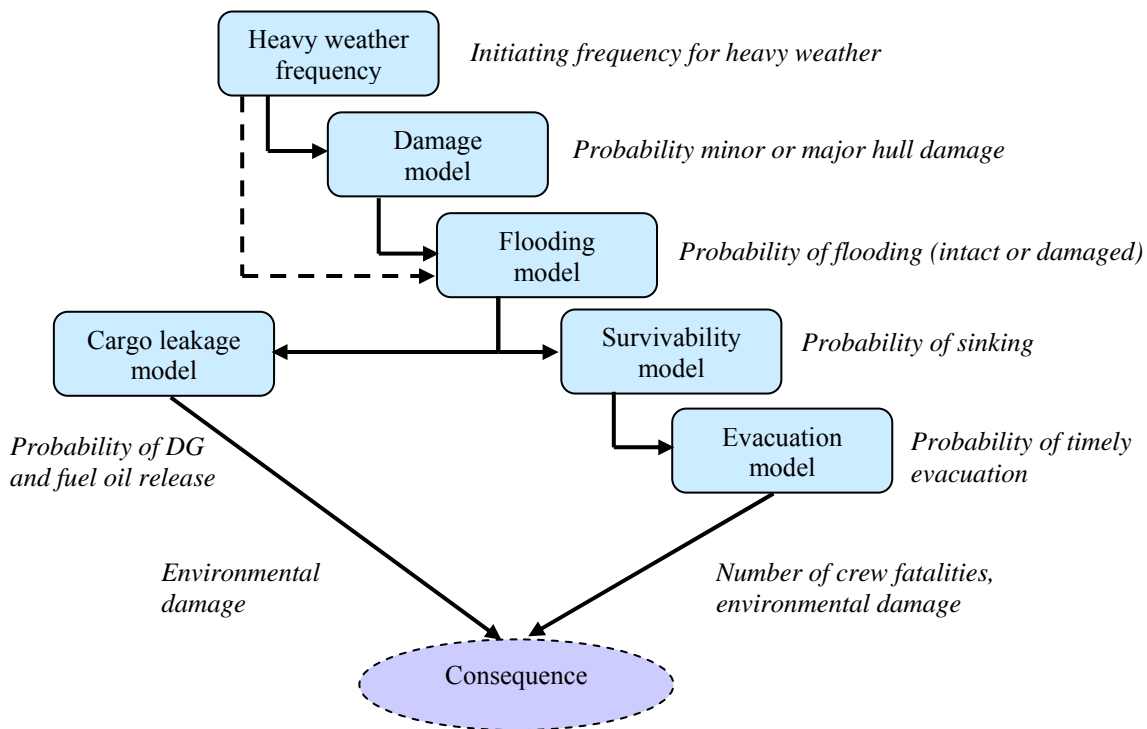 Heavy weather
frequency
Initiating frequency for heavy weather
Damage
model
Probability minor or major hull damage
Flooding
model
Probability of flooding (intact or damaged)
Cargo leakage
model
Survivability
model
Probability of sinking
Evacuation
model
Probability of timely
evacuation
Probability of DG
and fuel oil release
Environmental
damage
Number of crew fatalities,
environmental damage
Consequence